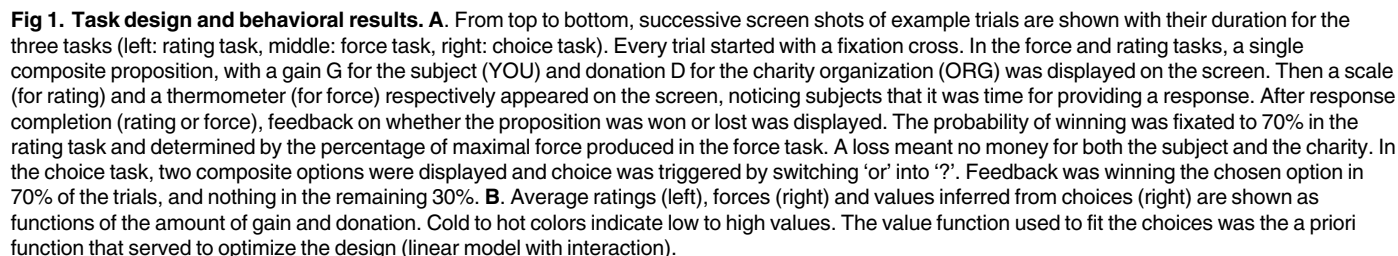 Fig 1. Task design and behavioral results. A. From top to bottom, successive screen shots of example trials are shown with their duration for the
three tasks (left: rating task, middle: force task, right: choice task). Every trial started with a fixation cross. In the force and rating tasks, a single
composite proposition, with a gain G for the subject (YOU) and donation D for the charity organization (ORG) was displayed on the screen. Then a scale
(for rating) and a thermometer (for force) respectively appeared on the screen, noticing subjects that it was time for providing a response. After response
completion (rating or force), feedback on whether the proposition was won or lost was displayed. The probability of winning was fixated to 70% in the
rating task and determined by the percentage of maximal force produced in the force task. A loss meant no money for both the subject and the charity. In
the choice task, two composite options were displayed and choice was triggered by switching ‘or’ into ‘?’. Feedback was winning the chosen option in
70% of the trials, and nothing in the remaining 30%. B. Average ratings (left), forces (right) and values inferred from choices (right) are shown as
functions of the amount of gain and donation. Cold to hot colors indicate low to high values. The value function used to fit the choices was the a priori
function that served to optimize the design (linear model with interaction).